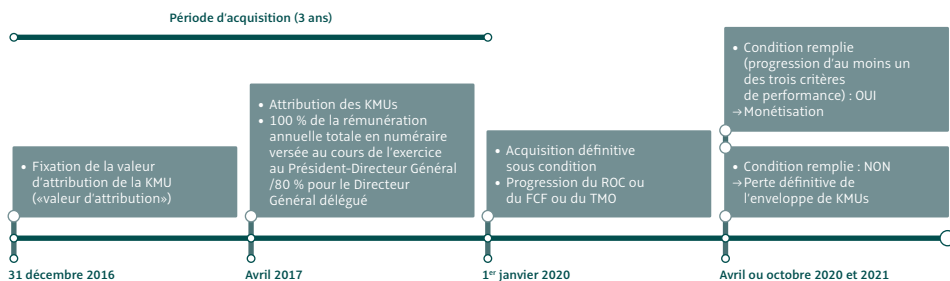 Période d'acquisition (3 ans)
• Fixation de la valeur
d'attribution de la KMU
(«valeur d'attribution»)
• Attribution des KMUs
• 100 % de la rémunération
annuelle totale en numéraire
versée au cours de l'exercice
au Président-Directeur Général
/80 % pour le Directeur
Général délégué
• Acquisition définitive
sous condition
• Progression du ROC ou
du FCF ou du TMO
• Condition remplie
(progression d'au moins un
des trois critères
de performance) : OUI
→ Monétisation
• Condition remplie : NON
→ Perte définitive de
l'enveloppe de KMUs
31 décembre 2016
Avril 2017
1er janvier 2020
Avril ou octobre 2020 et 2021